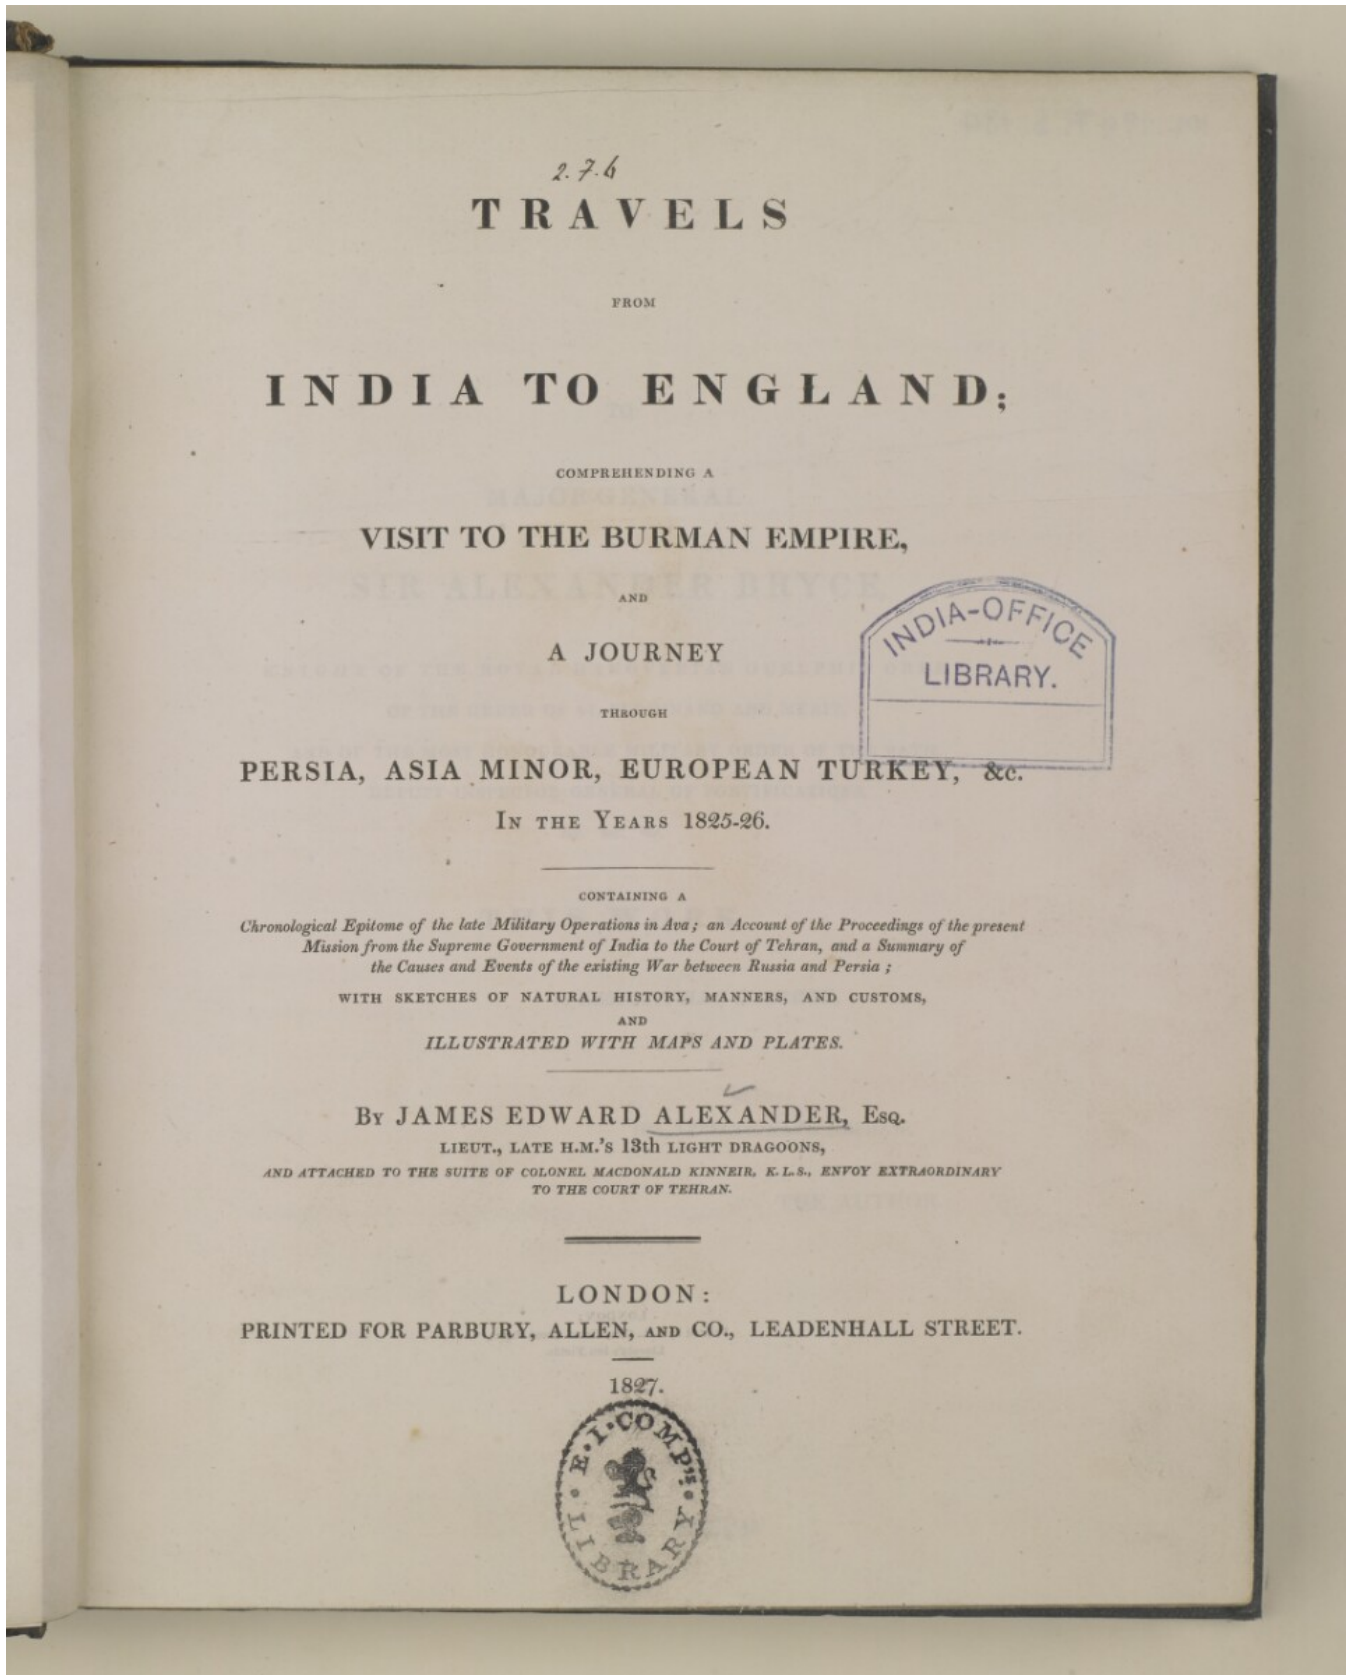 2.7.6
TRAVELS
FROM
INDIA TO ENGLAND;
COMPREHENDING A
VISIT TO THE BURMAN EMPIRE,
AND
A JOURNEY
THROUGH
PERSIA, ASIA MINOR, EUROPEAN TURKEY, &c.
IN THE YEARS 1825-26.
INDIA-OFFICE
LIBRARY.
CONTAINING A
Chronological Epitome of the late Military Operations in Ava; an Account of the Proceedings of the present
Mission from the Supreme Government of India to the Court of Tehran, and a Summary of
the Causes and Events of the existing War between Russia and Persia;
WITH SKETCHES OF NATURAL HISTORY, MANNERS, AND CUSTOMS,
AND
ILLUSTRATED WITH MAPS AND PLATES.
BY JAMES EDWARD ALEXANDER, ESQ.
LIEUT., LATE H.M.'S 13th LIGHT DRAGOONS,
AND ATTACHED TO THE SUITE OF COLONEL MACDONALD KINNEIR, K.L.S., ENVOY EXTRAORDINARY
TO THE COURT OF TEHRAN.
LONDON:
PRINTED FOR PARBURY, ALLEN, AND CO., LEADENHALL STREET.
1827.
E·I·COMPys
LIBRARY